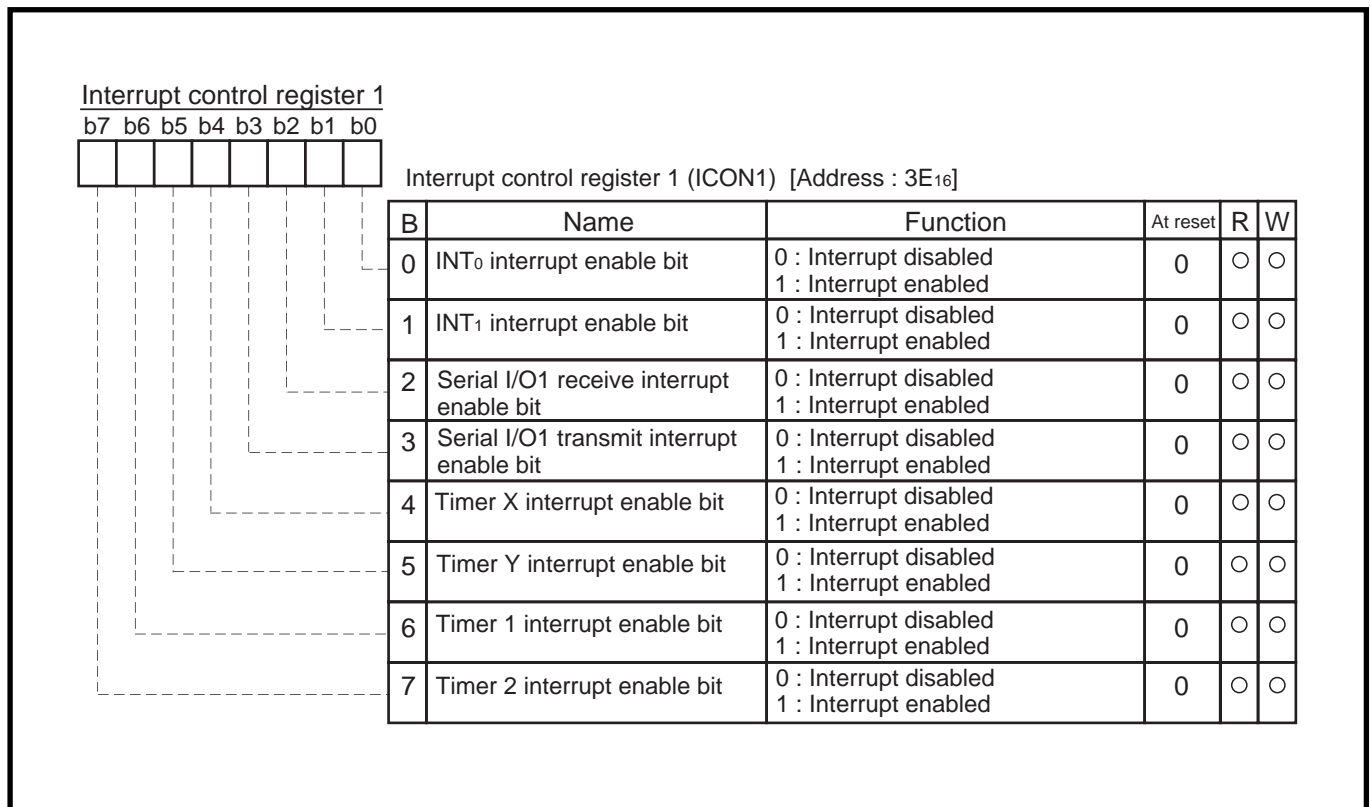 Interrupt control register 1
b7 b6 b5 b4 b3 b2 b1 b0
Interrupt control register 1 (ICON1) [Address : 3E16]
B Name Function At reset R W
0 INT0 interrupt enable bit 0 : Interrupt disabled 0 ○ ○
1 : Interrupt enabled
1 INT1 interrupt enable bit 0 : Interrupt disabled 0 ○ ○
1 : Interrupt enabled
2 Serial I/O1 receive interrupt 0 : Interrupt disabled 0 ○ ○
enable bit 1 : Interrupt enabled
3 Serial I/O1 transmit interrupt 0 : Interrupt disabled 0 ○ ○
enable bit 1 : Interrupt enabled
4 Timer X interrupt enable bit 0 : Interrupt disabled 0 ○ ○
1 : Interrupt enabled
5 Timer Y interrupt enable bit 0 : Interrupt disabled 0 ○ ○
1 : Interrupt enabled
6 Timer 1 interrupt enable bit 0 : Interrupt disabled 0 ○ ○
1 : Interrupt enabled
7 Timer 2 interrupt enable bit 0 : Interrupt disabled 0 ○ ○
1 : Interrupt enabled